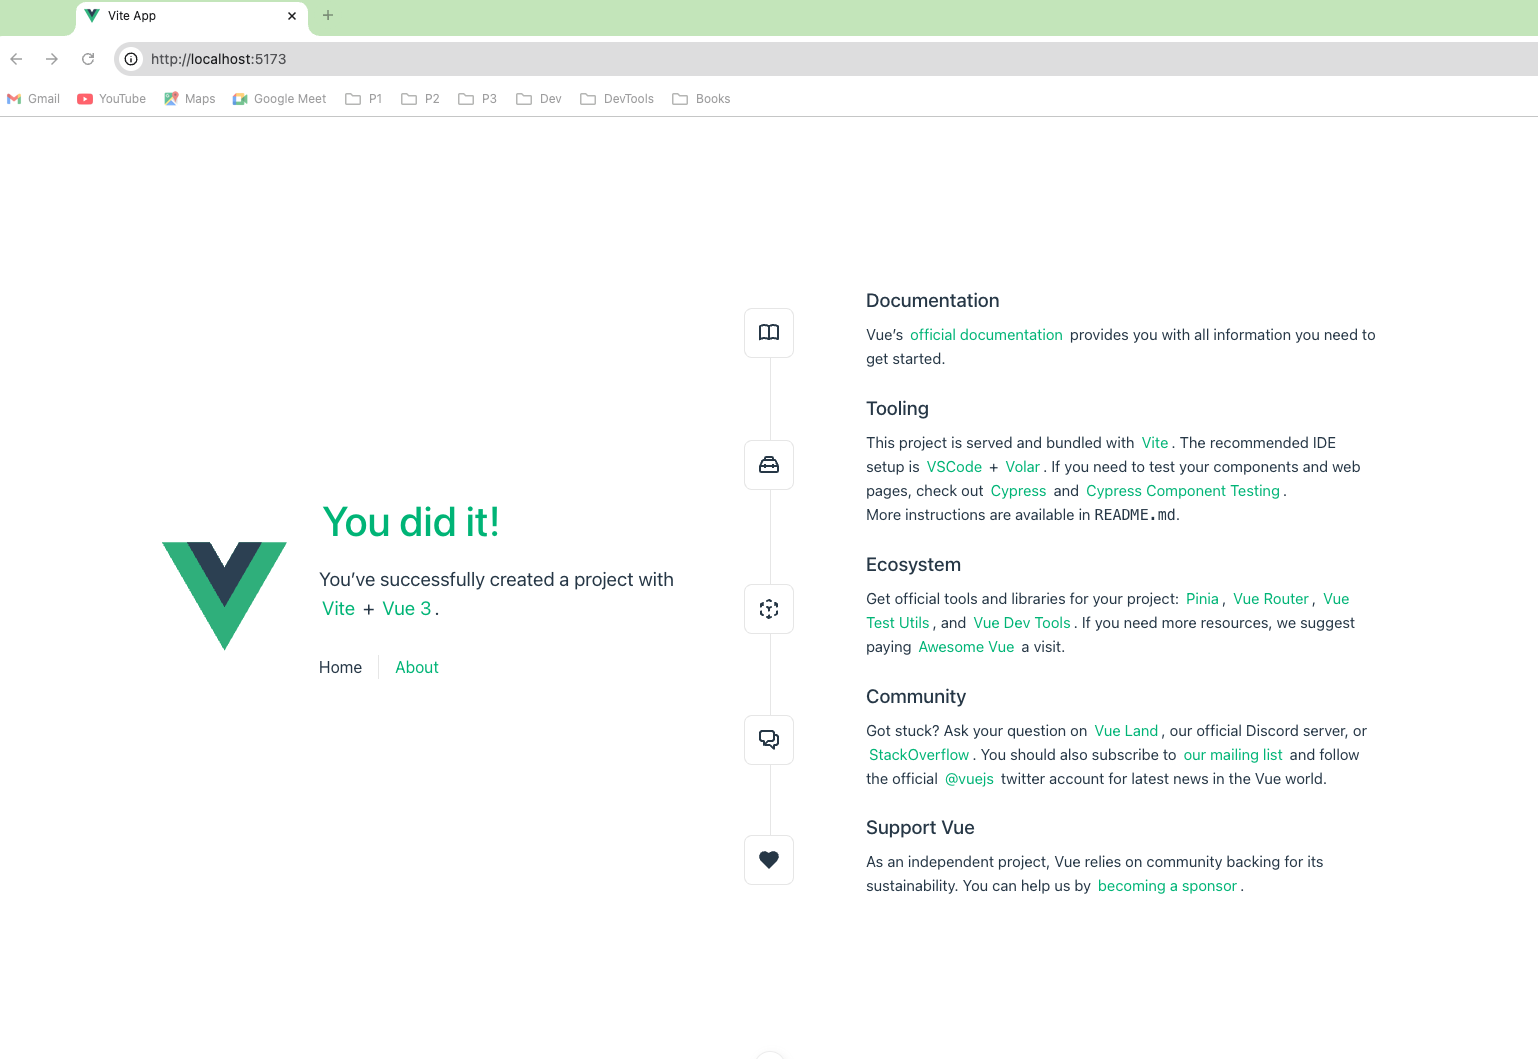 Vite App
http://localhost:5173
Gmail YouTube Maps Google Meet P1 P2 P3 Dev DevTools Books
You did it!
You’ve successfully created a project with
Vite + Vue 3.
Home About
Documentation
Vue’s official documentation provides you with all information you need to
get started.
Tooling
This project is served and bundled with Vite. The recommended IDE
setup is VSCode + Volar. If you need to test your components and web
pages, check out Cypress and Cypress Component Testing.
More instructions are available in README.md.
Ecosystem
Get official tools and libraries for your project: Pinia, Vue Router, Vue
Test Utils, and Vue Dev Tools. If you need more resources, we suggest
paying Awesome Vue a visit.
Community
Got stuck? Ask your question on Vue Land, our official Discord server, or
StackOverflow. You should also subscribe to our mailing list and follow
the official @vuejs twitter account for latest news in the Vue world.
Support Vue
As an independent project, Vue relies on community backing for its
sustainability. You can help us by becoming a sponsor.